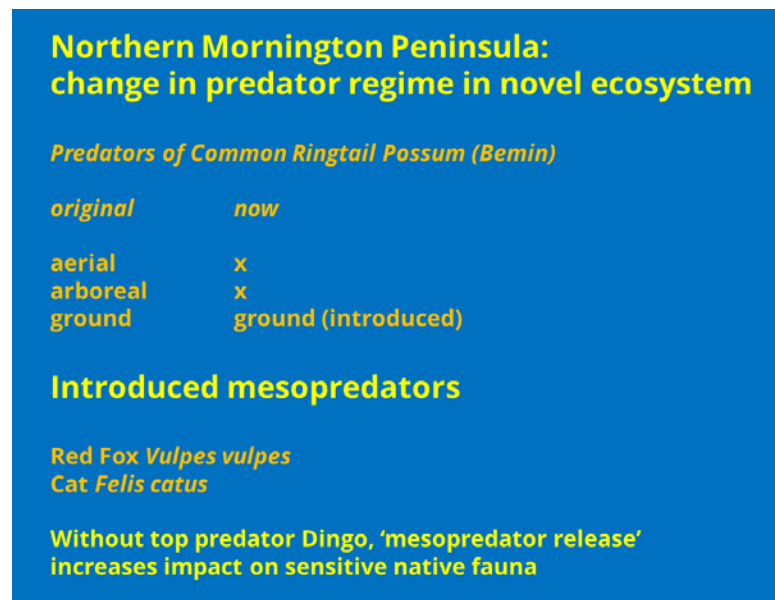 Northern Mornington Peninsula:
change in predator regime in novel ecosystem
Predators of Common Ringtail Possum (Bemin)
original now
aerial x
arboreal x
ground ground (introduced)
Introduced mesopredators
Red Fox Vulpes vulpes
Cat Felis catus
Without top predator Dingo, ‘mesopredator release’
increases impact on sensitive native fauna